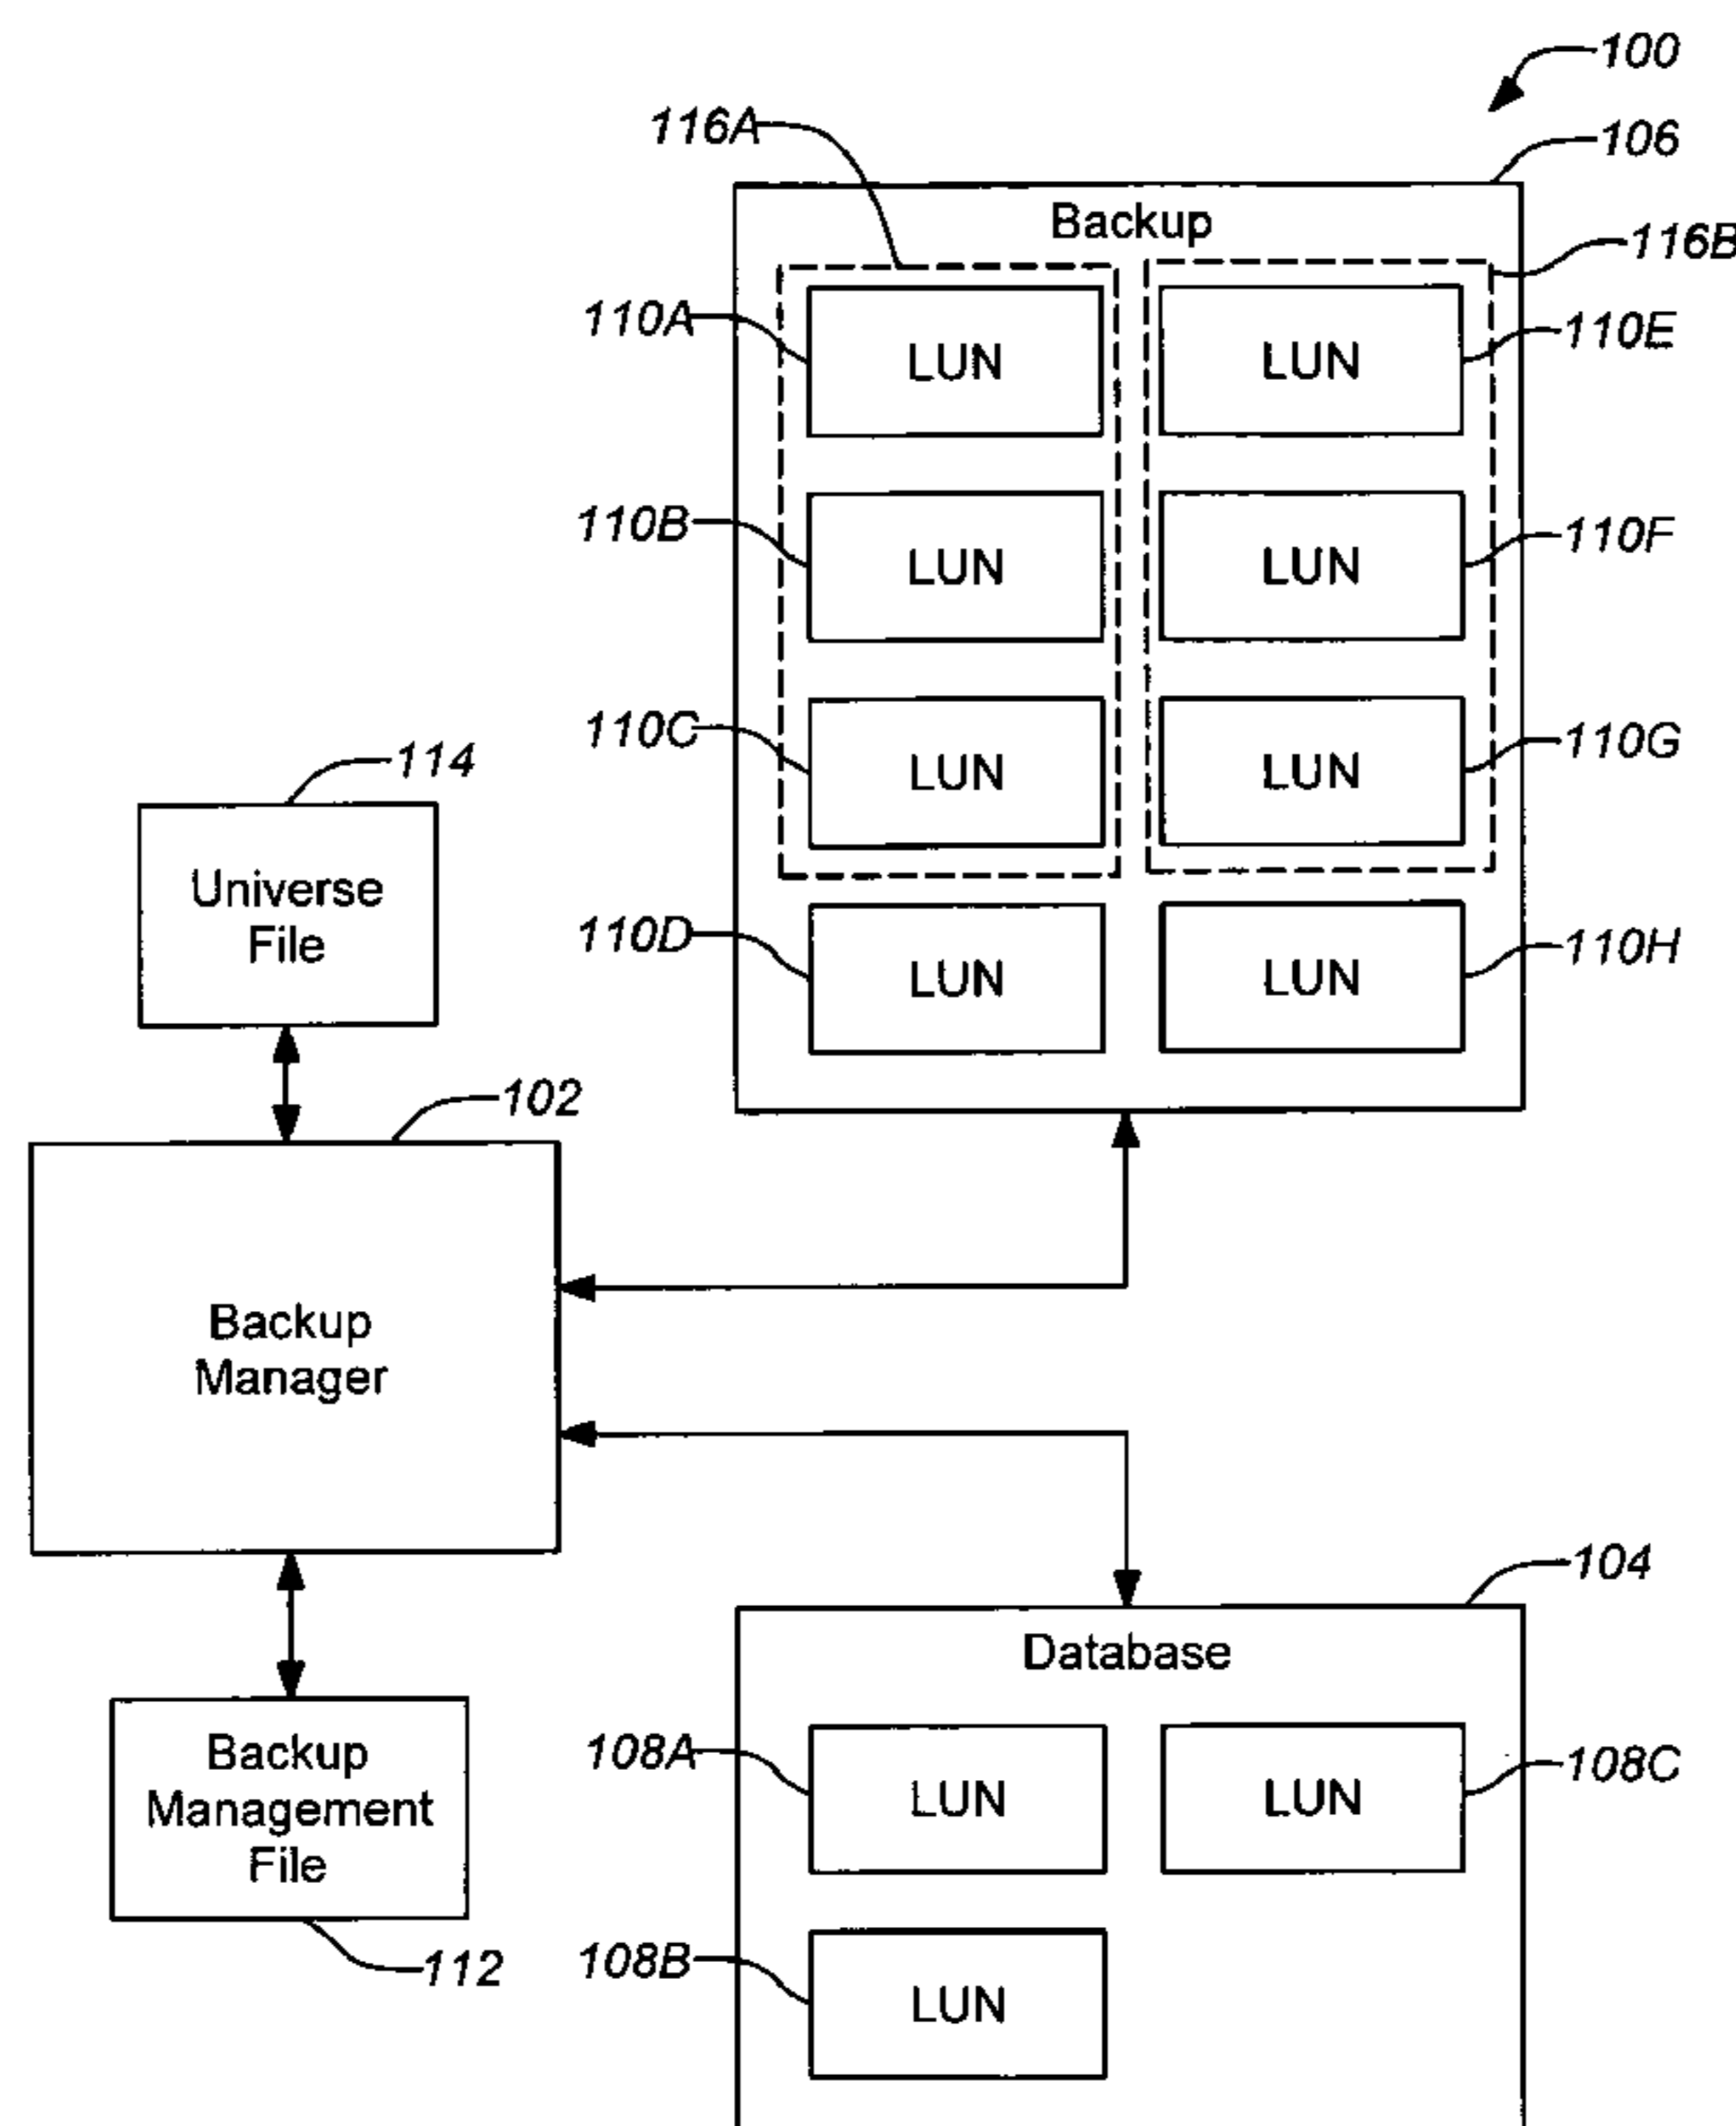 100
106
116A
Backup
116B
110A
LUN
LUN
110E
110B
LUN
LUN
110F
110C
LUN
LUN
110G
114
Universe
File
110D
LUN
LUN
110H
102
Backup
Manager
104
Database
Backup
Management
File
108A
LUN
LUN
108C
112
108B
LUN